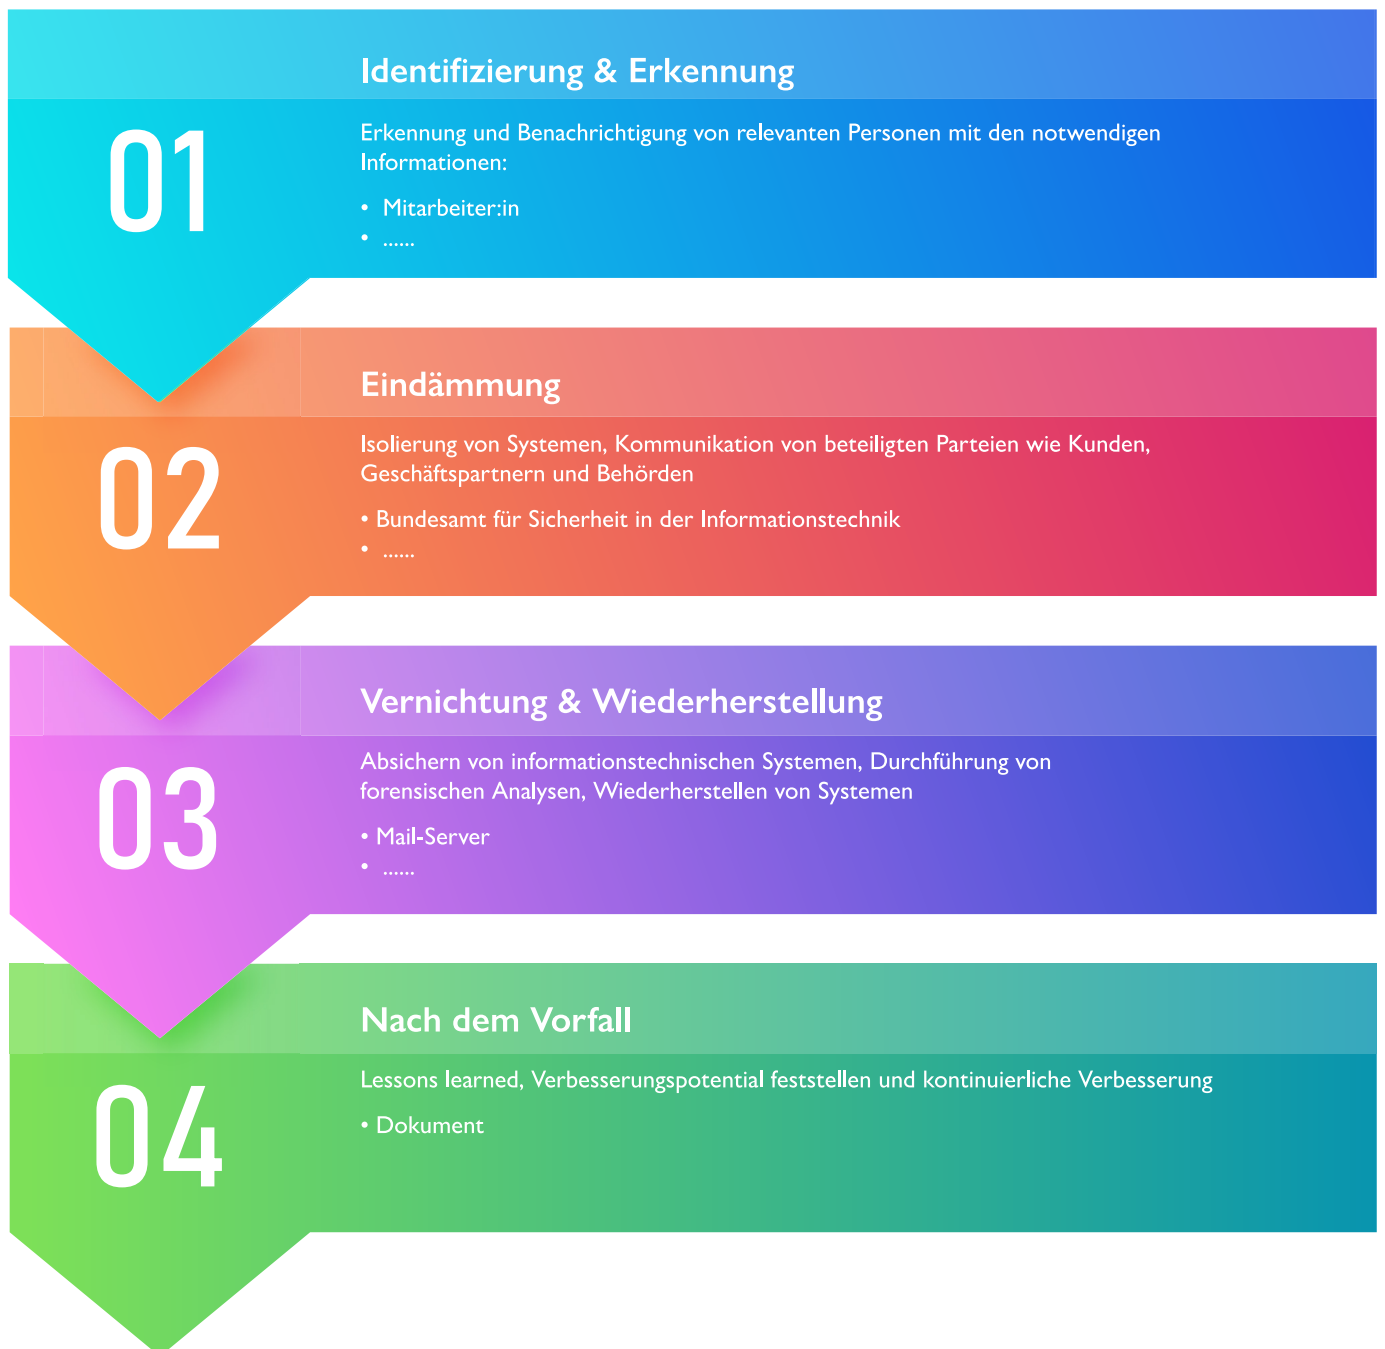 Identifizierung & Erkennung
01
Erkennung und Benachrichtigung von relevanten Personen mit den notwendigen
Informationen:
• Mitarbeiter:in
• ......
Eindämmung
02
Isolierung von Systemen, Kommunikation von beteiligten Parteien wie Kunden,
Geschäftspartnern und Behörden
• Bundesamt für Sicherheit in der Informationstechnik
• ......
Vernichtung & Wiederherstellung
03
Absichern von informationstechnischen Systemen, Durchführung von
forensischen Analysen, Wiederherstellen von Systemen
• Mail-Server
• ......
Nach dem Vorfall
04
Lessons learned, Verbesserungspotential feststellen und kontinuierliche Verbesserung
• Dokument